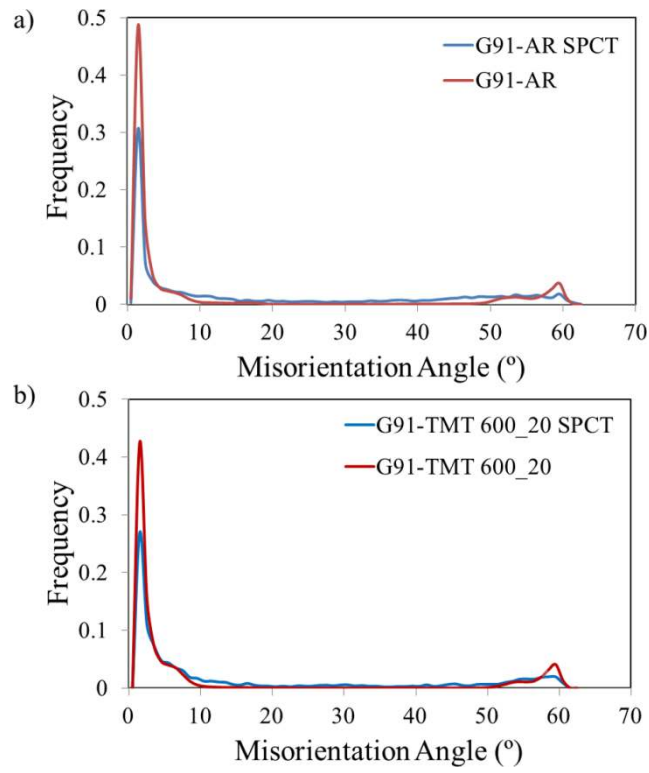 a)
0.5
0.4
0.3
0.2
0.1
0
Frequency
G91-AR SPCT
G91-AR
0 10 20 30 40 50 60 70
Misorientation Angle (º)
b)
0.5
0.4
0.3
0.2
0.1
0
Frequency
G91-TMT 600_20 SPCT
G91-TMT 600_20
0 10 20 30 40 50 60 70
Misorientation Angle (º)